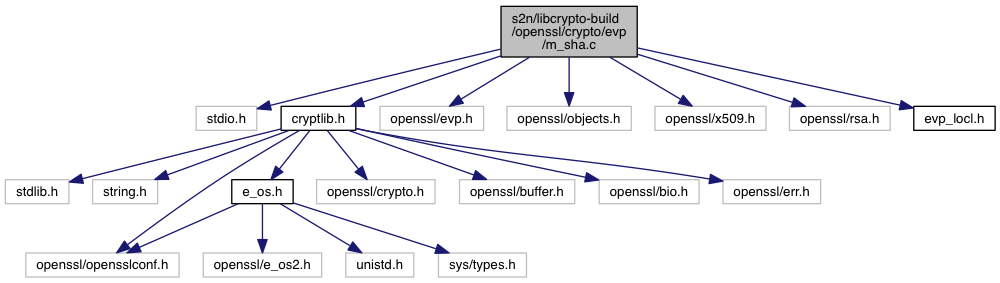 s2n/libcrypto-build
/openssl/crypto/evp
/m_sha.c
stdio.h
cryptlib.h
openssl/evp.h
openssl/objects.h
openssl/x509.h
openssl/rsa.h
evp_locl.h
stdlib.h
string.h
e_os.h
openssl/crypto.h
openssl/buffer.h
openssl/bio.h
openssl/err.h
openssl/opensslconf.h
openssl/e_os2.h
unistd.h
sys/types.h